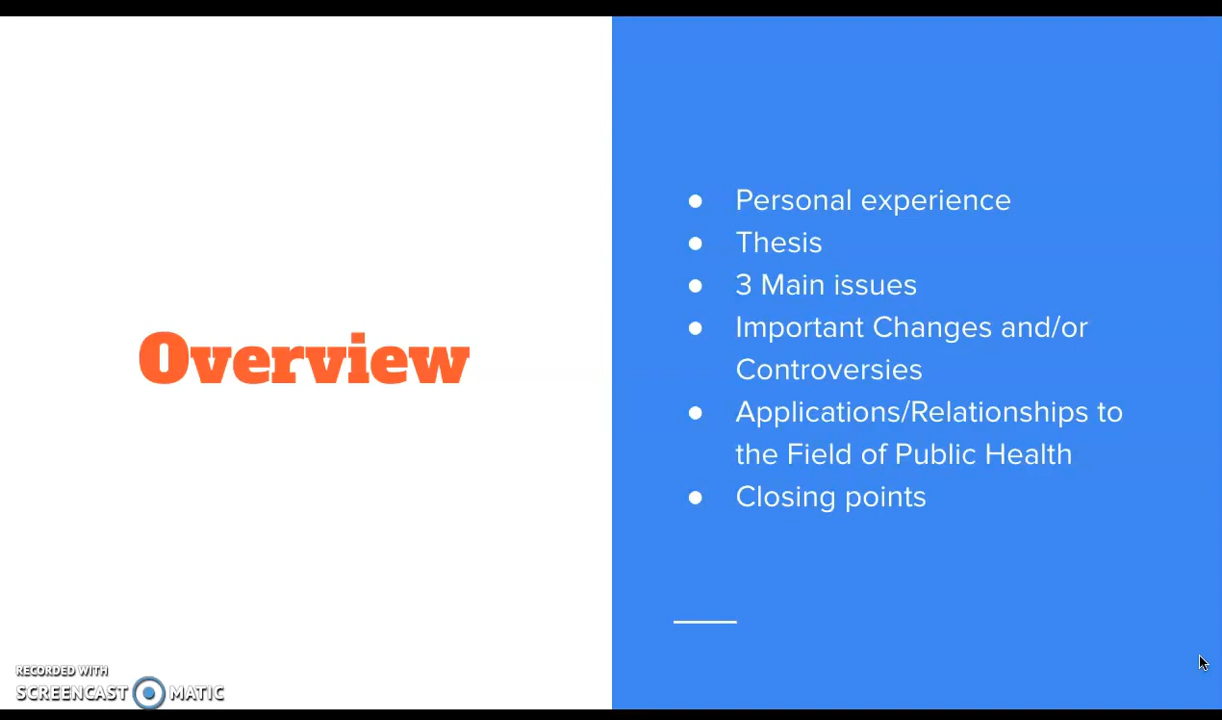 Overview
● Personal experience
● Thesis
● 3 Main issues
● Important Changes and/or
Controversies
● Applications/Relationships to
the Field of Public Health
● Closing points
RECORDED WITH
SCREENCAST MATIC